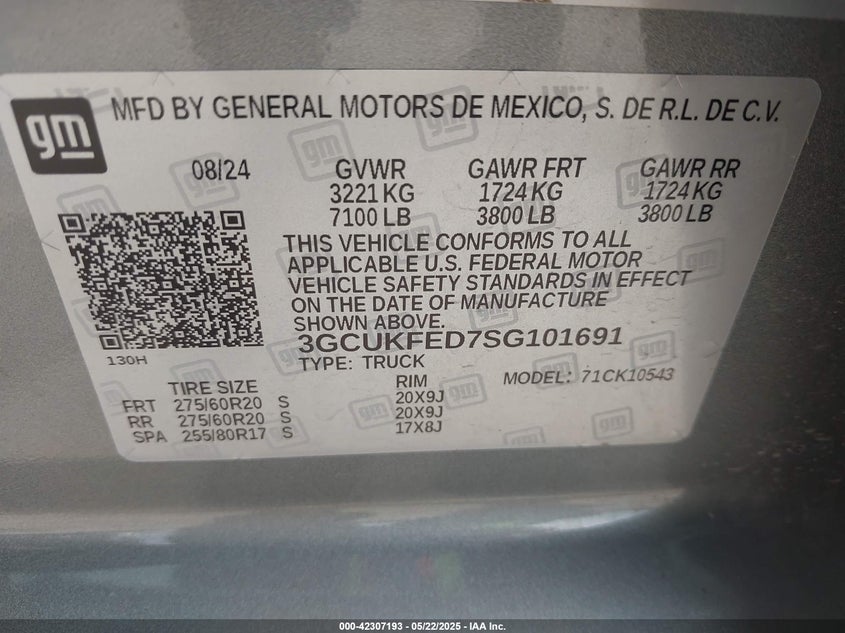 gm
MFD BY GENERAL MOTORS DE MEXICO, S. DE R.L. DE C.V.
08/24 GVWR GAWR FRT GAWR RR
3221 KG 1724 KG 1724 KG
7100 LB 3800 LB 3800 LB
THIS VEHICLE CONFORMS TO ALL
APPLICABLE U.S. FEDERAL MOTOR
VEHICLE SAFETY STANDARDS IN EFFECT
ON THE DATE OF MANUFACTURE
SHOWN ABOVE.
3GCUKFED7SG101691
130H
TYPE: TRUCK
TIRE SIZE RIM MODEL: 71CK10543
FRT 275/60R20 S 20X9J
RR 275/60R20 S 20X9J
SPA 255/80R17 S 17X8J
000-42307193 - 05/22/2025 - IAA Inc.